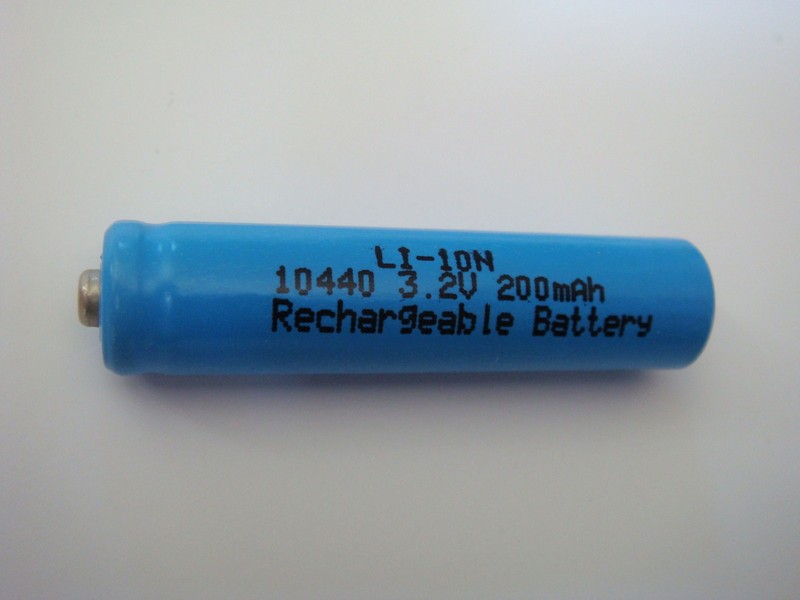 LI-ION
10440 3.2V 200mAh
Rechargeable Battery